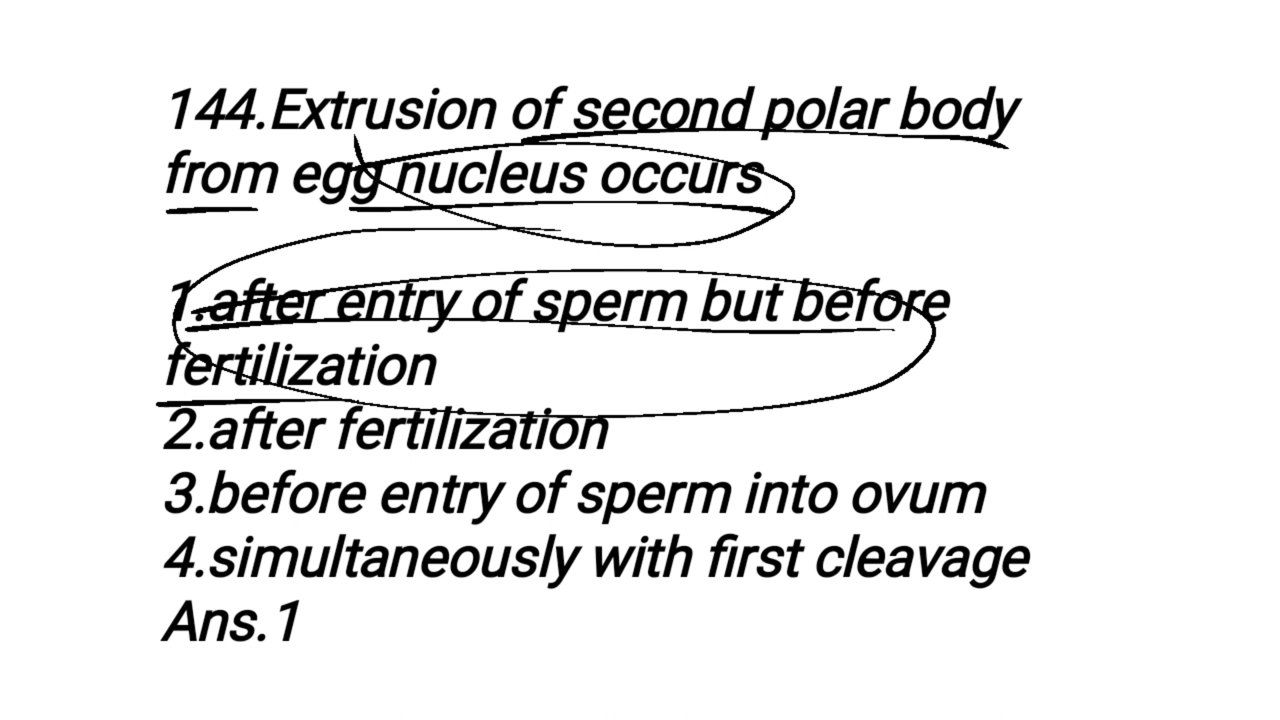 144.Extrusion of second polar body
from egg nucleus occurs
1.after entry of sperm but before
fertilization
2.after fertilization
3.before entry of sperm into ovum
4.simultaneously with first cleavage
Ans.1